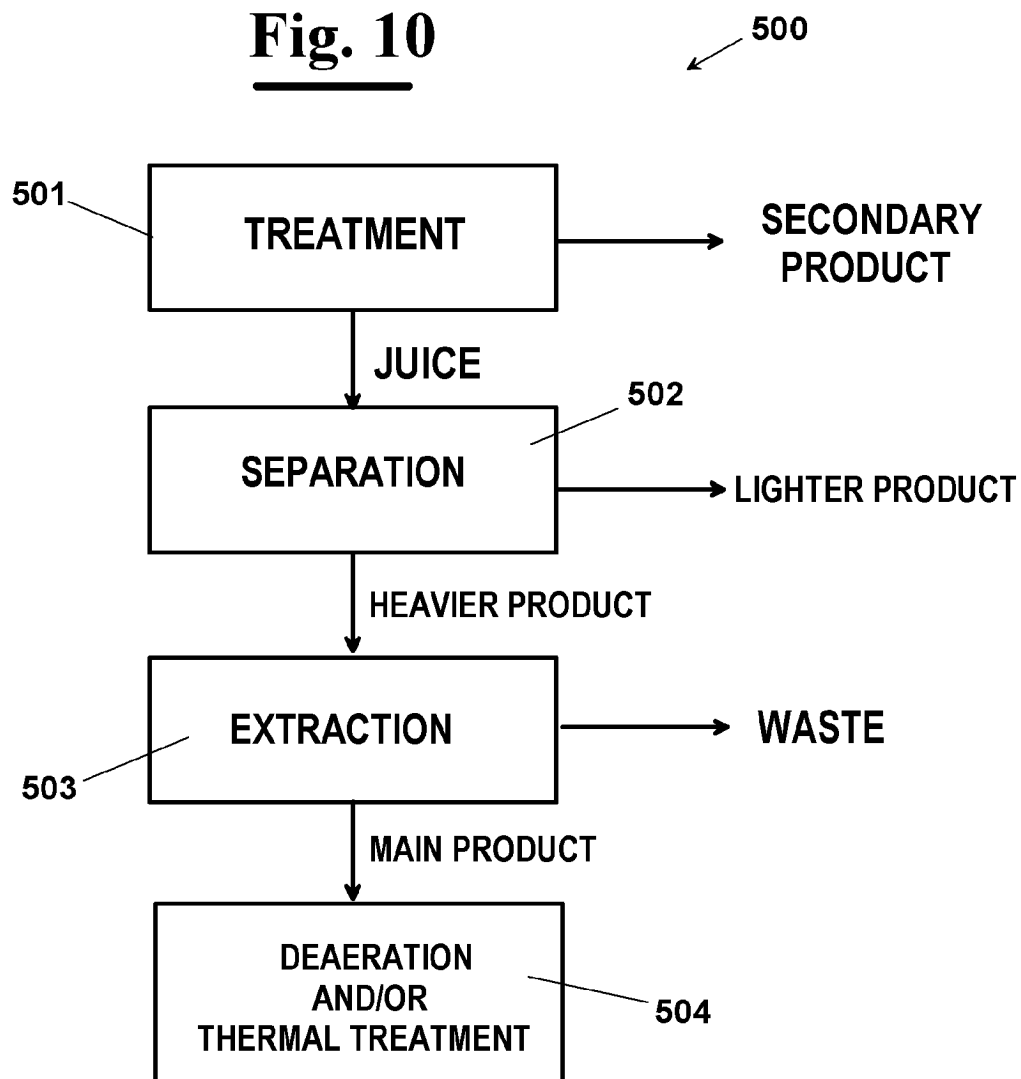 Fig. 10
500
501
TREATMENT
SECONDARY
PRODUCT
JUICE
502
SEPARATION
LIGHTER PRODUCT
HEAVIER PRODUCT
EXTRACTION
WASTE
503
MAIN PRODUCT
DEAERATION
AND/OR
THERMAL TREATMENT
504